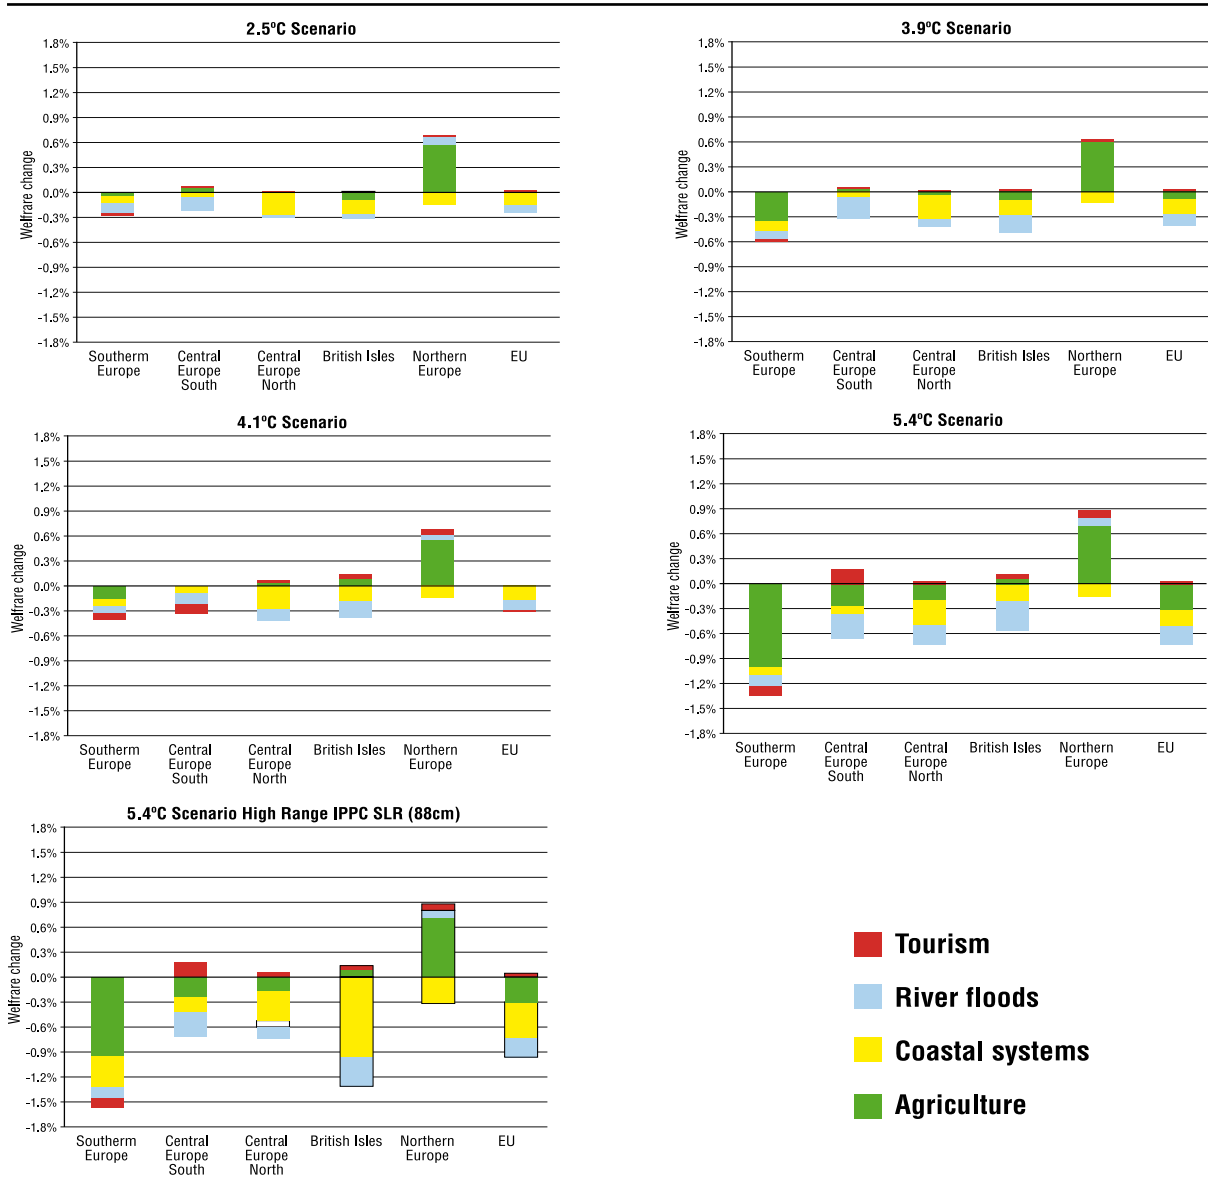 2.5ºC Scenario
1.8%
1.5%
1.2%
0.9%
0.6%
0.3%
0.0%
-0.3%
-0.6%
-0.9%
-1.2%
-1.5%
-1.8%
Welfrare change
Southerm Europe
Central Europe South
Central Europe North
British Isles
Northern Europe
EU
3.9ºC Scenario
1.8%
1.5%
1.2%
0.9%
0.6%
0.3%
0.0%
-0.3%
-0.6%
-0.9%
-1.2%
-1.5%
-1.8%
Welfrare change
Southerm Europe
Central Europe South
Central Europe North
British Isles
Northern Europe
EU
4.1ºC Scenario
1.8%
1.5%
1.2%
0.9%
0.6%
0.3%
0.0%
-0.3%
-0.6%
-0.9%
-1.2%
-1.5%
-1.8%
Welfrare change
Southerm Europe
Central Europe South
Central Europe North
British Isles
Northern Europe
EU
5.4ºC Scenario
1.8%
1.5%
1.2%
0.9%
0.6%
0.3%
0.0%
-0.3%
-0.6%
-0.9%
-1.2%
-1.5%
-1.8%
Welfrare change
Southerm Europe
Central Europe South
Central Europe North
British Isles
Northern Europe
EU
5.4ºC Scenario High Range IPPC SLR (88cm)
1.8%
1.5%
1.2%
0.9%
0.6%
0.3%
0.0%
-0.3%
-0.6%
-0.9%
-1.2%
-1.5%
-1.8%
Welfrare change
Southerm Europe
Central Europe South
Central Europe North
British Isles
Northern Europe
EU
Tourism
River floods
Coastal systems
Agriculture